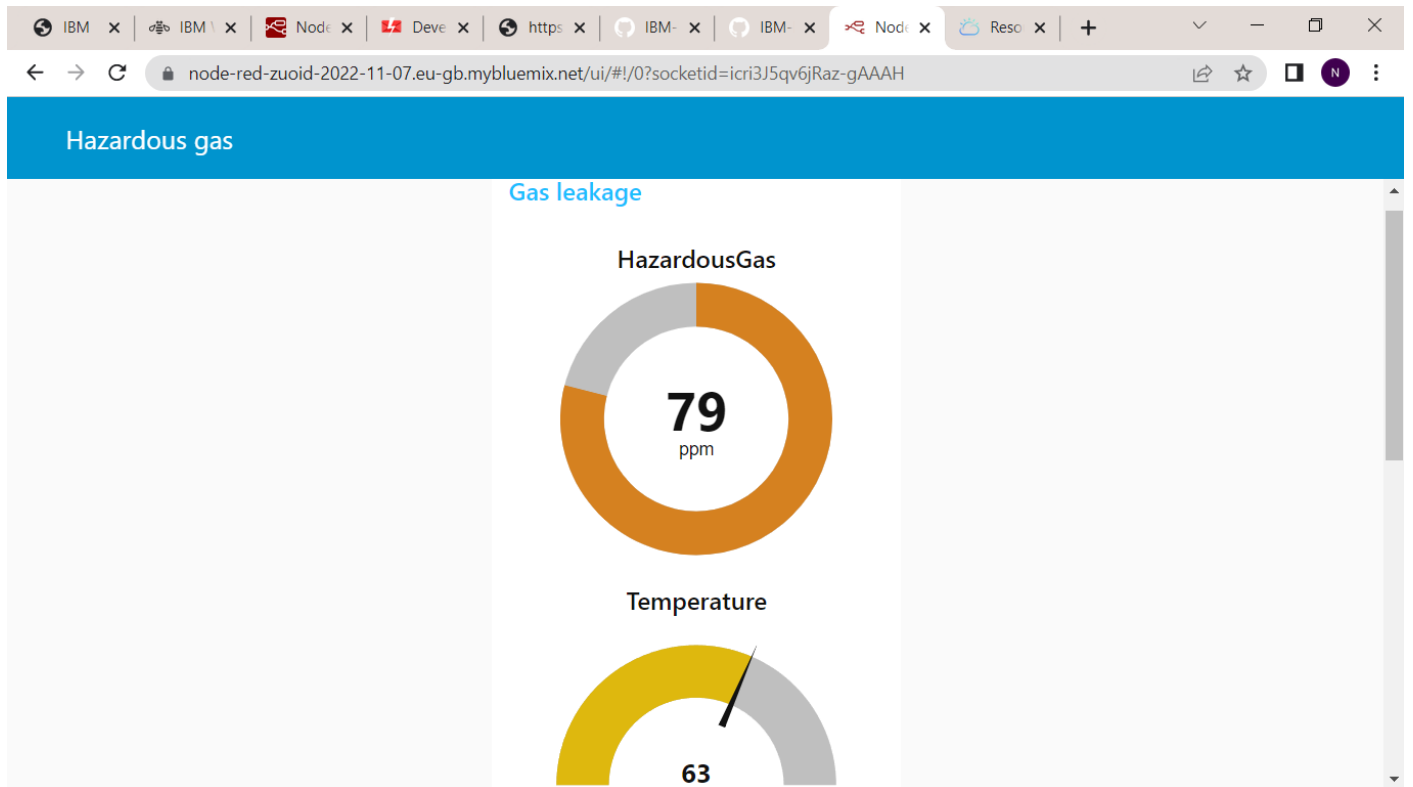 IBM
IBM
Node
Deve
https
IBM-
IBM-
Node
Reso
node-red-zuoid-2022-11-07.eu-gb.mybluemix.net/ui/#!/0?socketid=icri3J5qv6jRaz-gAAAH
N
Hazardous gas
Gas leakage
HazardousGas
79
ppm
Temperature
63